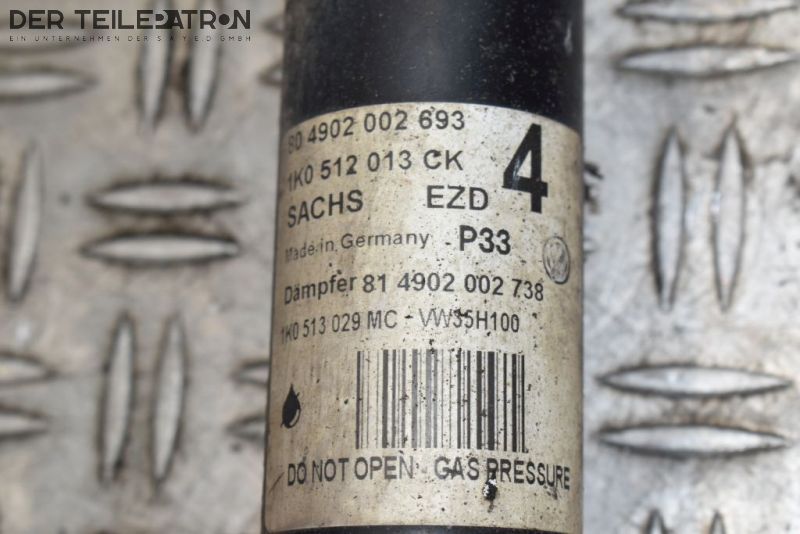 DER TEILEPATRON
EIN UNTERNEHMEN DER S.A.Y.E.D GMBH
80 4902 002 693
1K0 512 013 CK
4
SACHS EZD
Made in Germany P33
Dämpfer 81 4902 002 738
1K0 513 029 MC - VW35H100
DO NOT OPEN - GAS PRESSURE